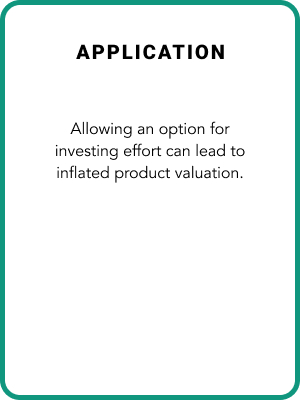 APPLICATION
Allowing an option for
investing effort can lead to
inflated product valuation.